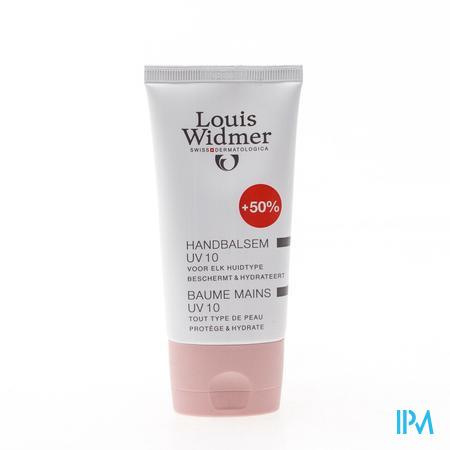 Louis
Widmer
SWISS DERMATOLOGICA
+50%
HANDBALSEM
UV 10
VOOR ELK HUIDTYPE
BESCHERMT & HYDRATEERT
BAUME MAINS
UV 10
TOUT TYPE DE PEAU
PROTÈGE & HYDRATE
IPM